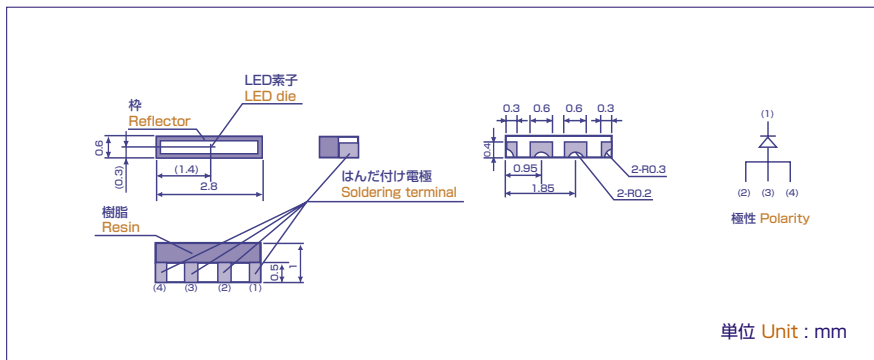 LED素子
LED die
枠
Reflector
0.6
(0.3)
(1.4)
2.8
はんだ付け電極
Soldering terminal
樹脂
Resin
0.5
1
(4) (3) (2) (1)
0.3 0.6 0.6 0.3
0.4
0.95
1.85
2-R0.3
2-R0.2
(1)
(2) (3) (4)
極性 Polarity
単位 Unit : mm